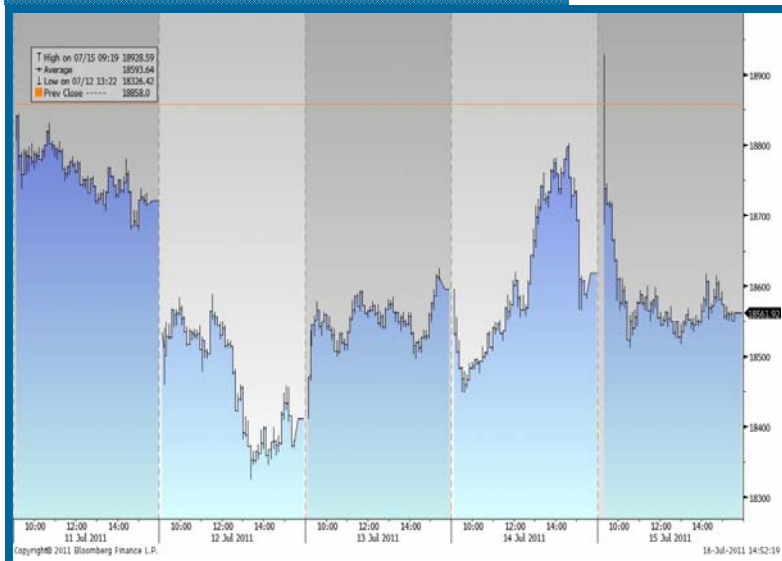 High on 07/15 09:19 18928.59
Average 18593.64
Low on 07/12 13:22 18326.42
Prev Close ----- 18858.0
18900
18800
18700
18600
18561.92
18500
18400
18300
10:00 12:00 14:00 10:00 12:00 14:00 10:00 12:00 14:00 10:00 12:00 14:00 10:00 12:00 14:00
11 Jul 2011 12 Jul 2011 13 Jul 2011 14 Jul 2011 15 Jul 2011
Copyright© 2011 Bloomberg Finance L.P. 16-Jul-2011 14:52:19